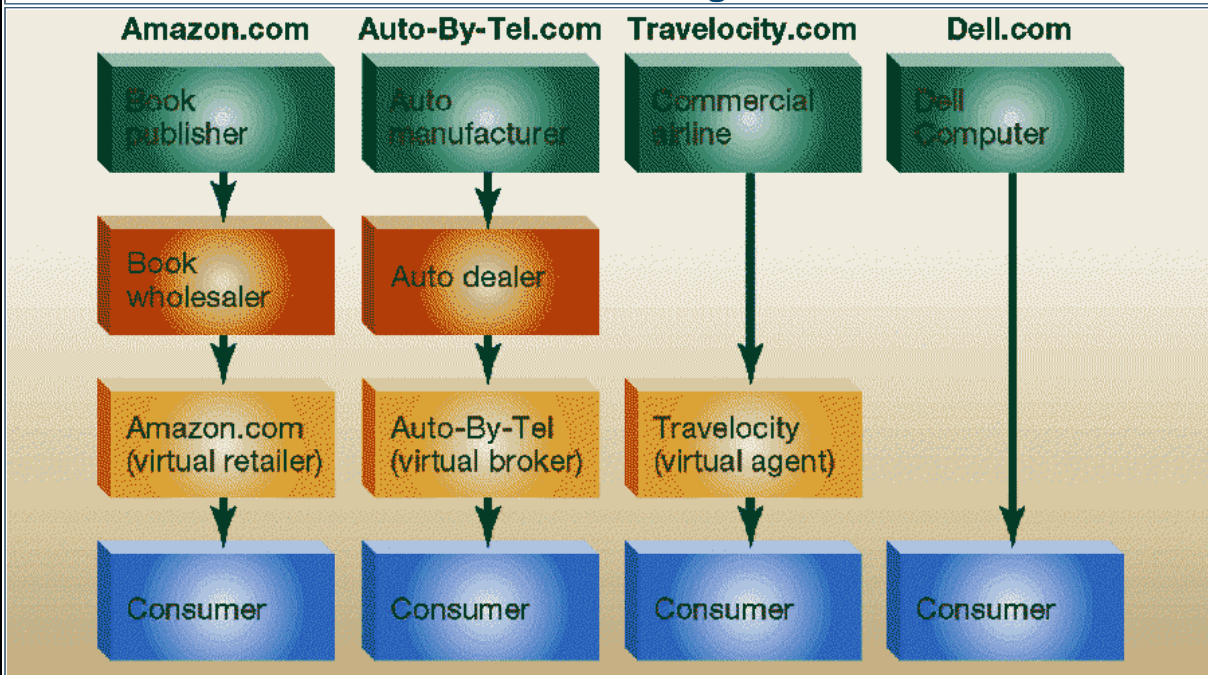 Amazon.com Auto-By-Tel.com Travelocity.com Dell.com
Book
publisher
Auto
manufacturer
Commercial
airline
Dell
Computer
Book
wholesaler
Auto dealer
Amazon.com
(virtual retailer)
Auto-By-Tel
(virtual broker)
Travelocity
(virtual agent)
Consumer
Consumer
Consumer
Consumer